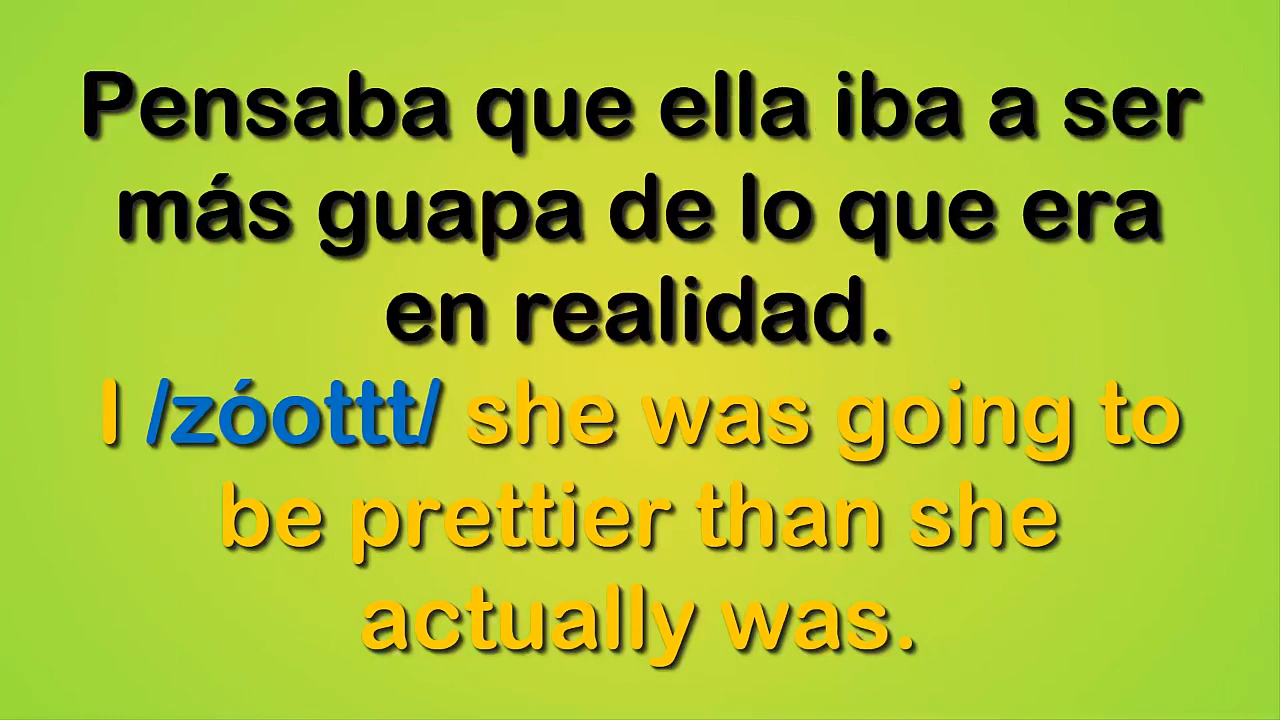 Pensaba que ella iba a ser
más guapa de lo que era
en realidad.
I /zóottt/ she was going to
be prettier than she
actually was.